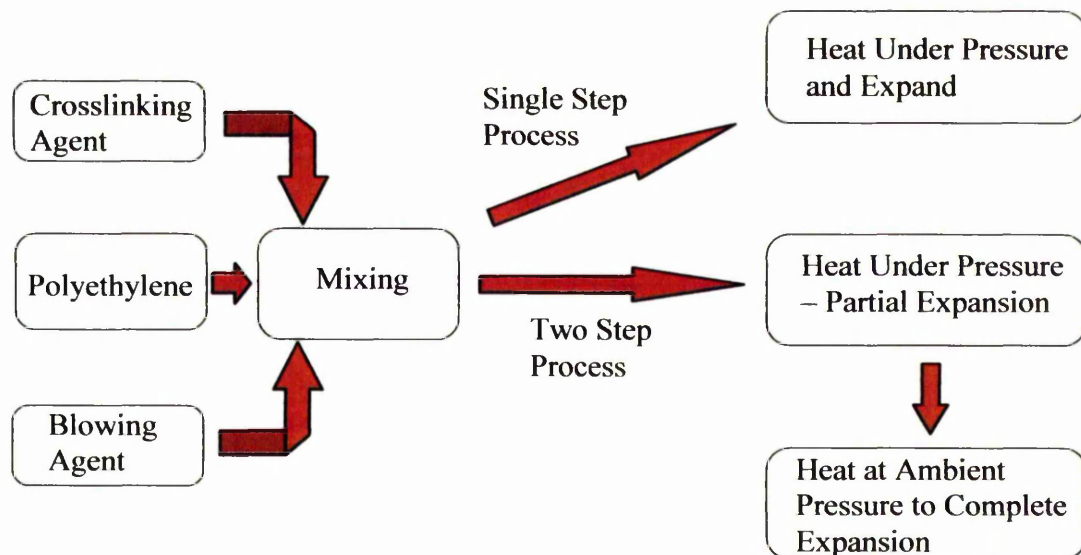 Crosslinking
Agent
Polyethylene
Blowing
Agent
Mixing
Single Step
Process
Heat Under Pressure
and Expand
Two Step
Process
Heat Under Pressure
– Partial Expansion
Heat at Ambient
Pressure to Complete
Expansion